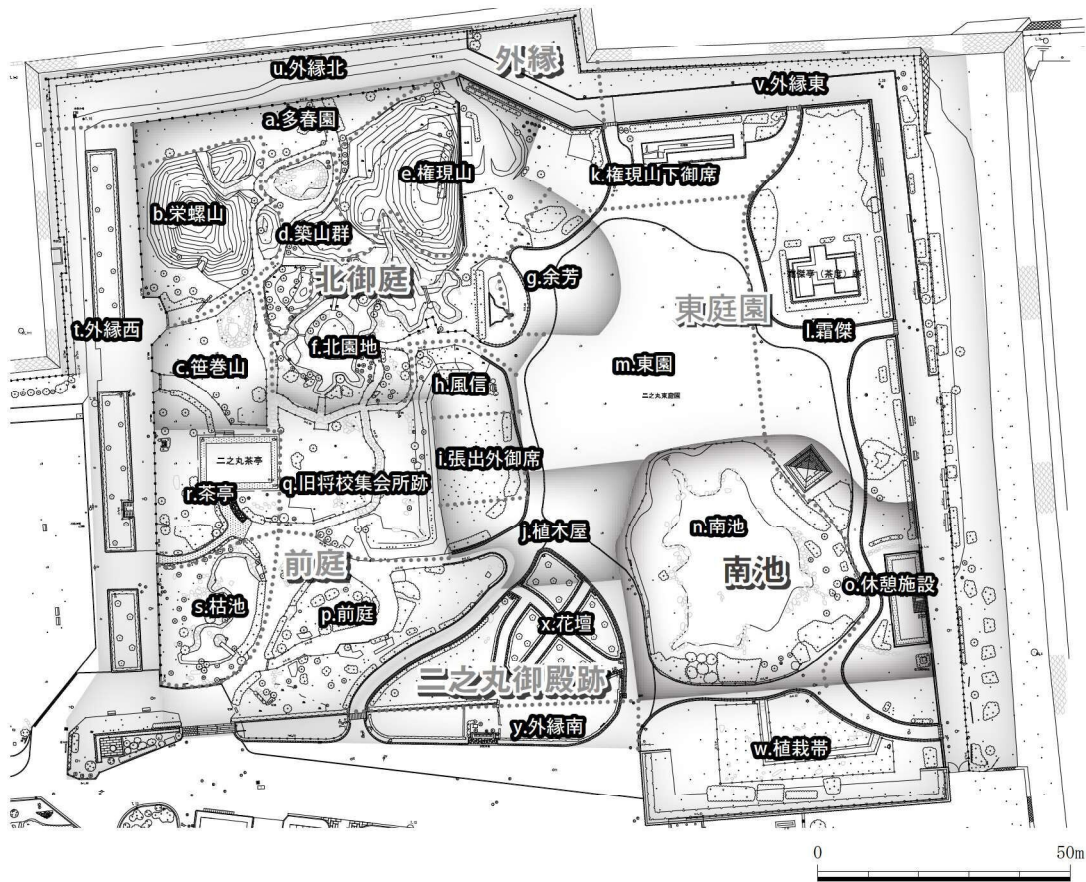 外縁
u.外縁北
v.外縁東
a.多春園
e.権現山
k.権現山下御席
b.栄螺山
d.築山群
北御庭
g.余芳
東庭園
t.外縁西
l.霜傑
f.北園地
c.笹巻山
m.東園
h.風信
二之丸東庭園
二之丸茶亭
i.張出外御席
q.旧将校集会所跡
r.茶亭
j.植木屋
n.南池
前庭
南池
o.休憩施設
s.枯池
p.前庭
x.花壇
二之丸御殿跡
y.外縁南
w.植栽帯
0
50m